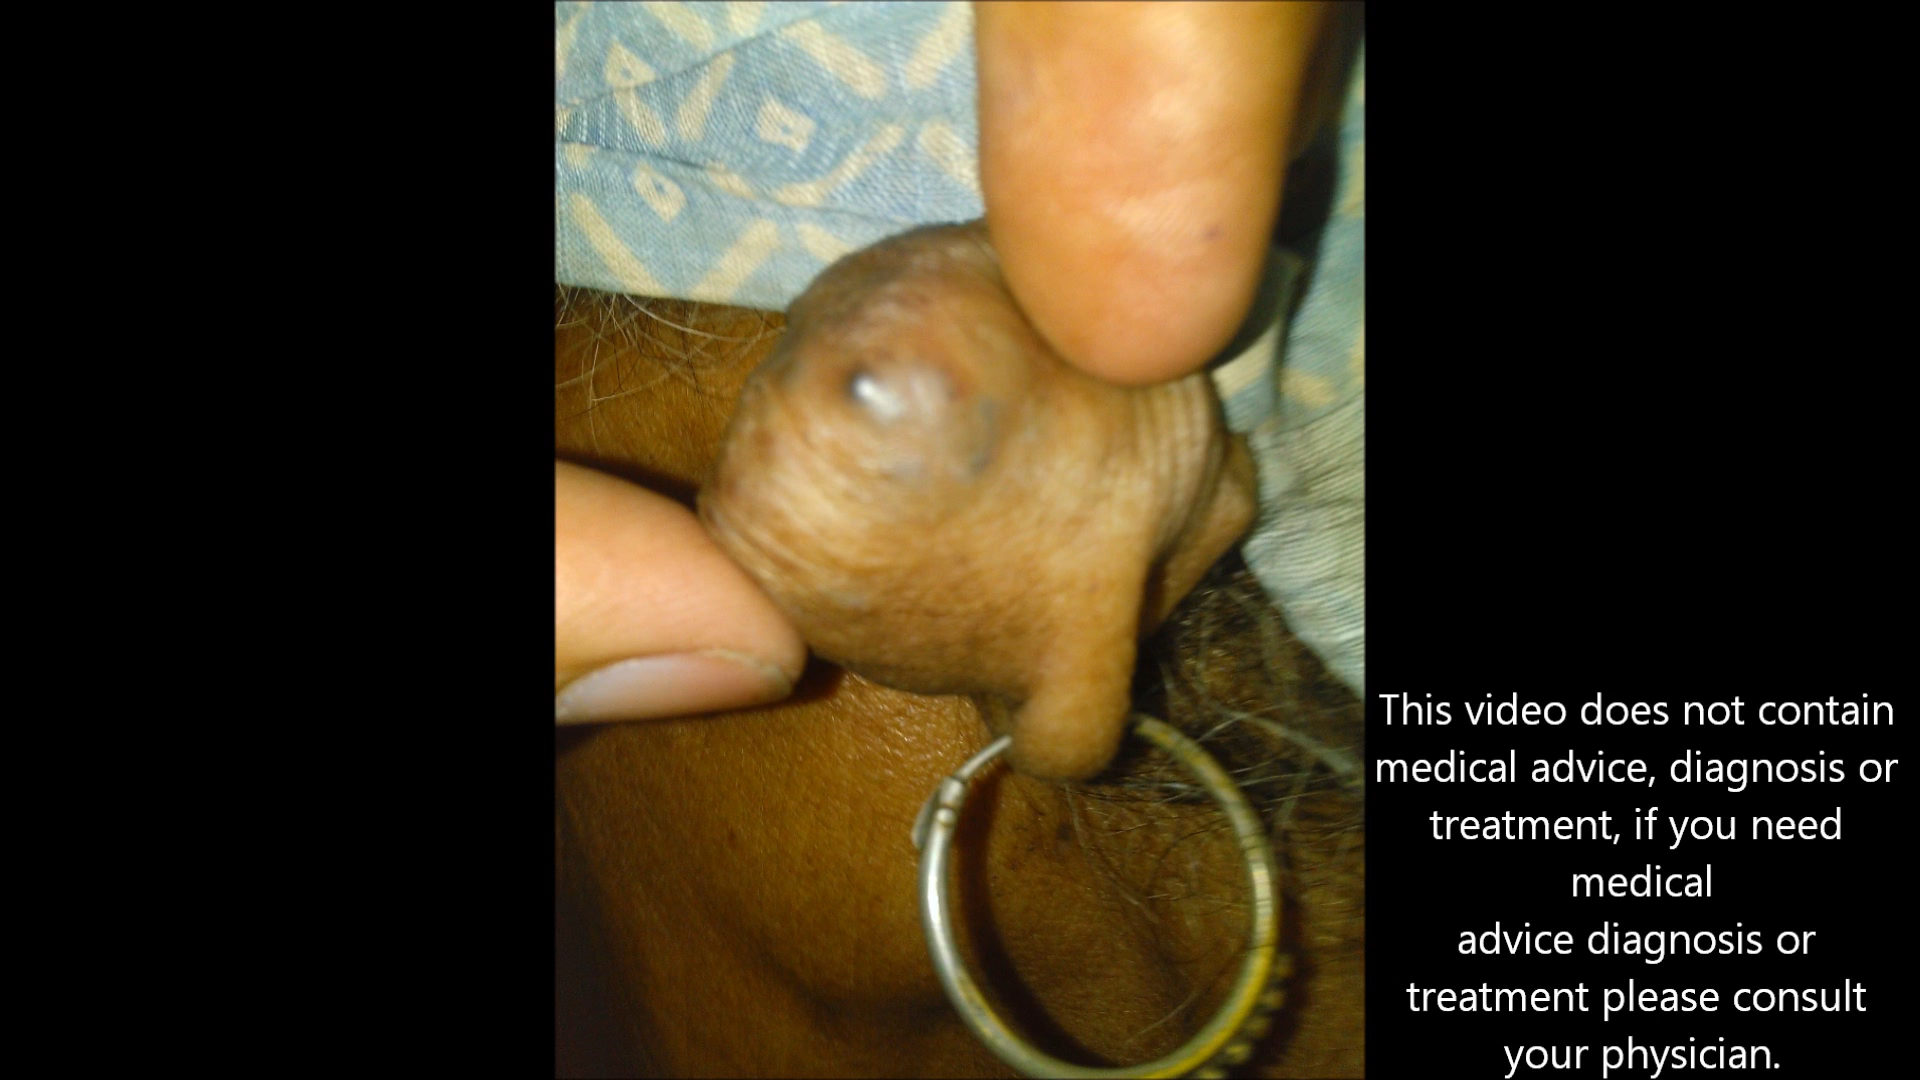 This video does not contain
medical advice, diagnosis or
treatment, if you need
medical
advice diagnosis or
treatment please consult
your physician.